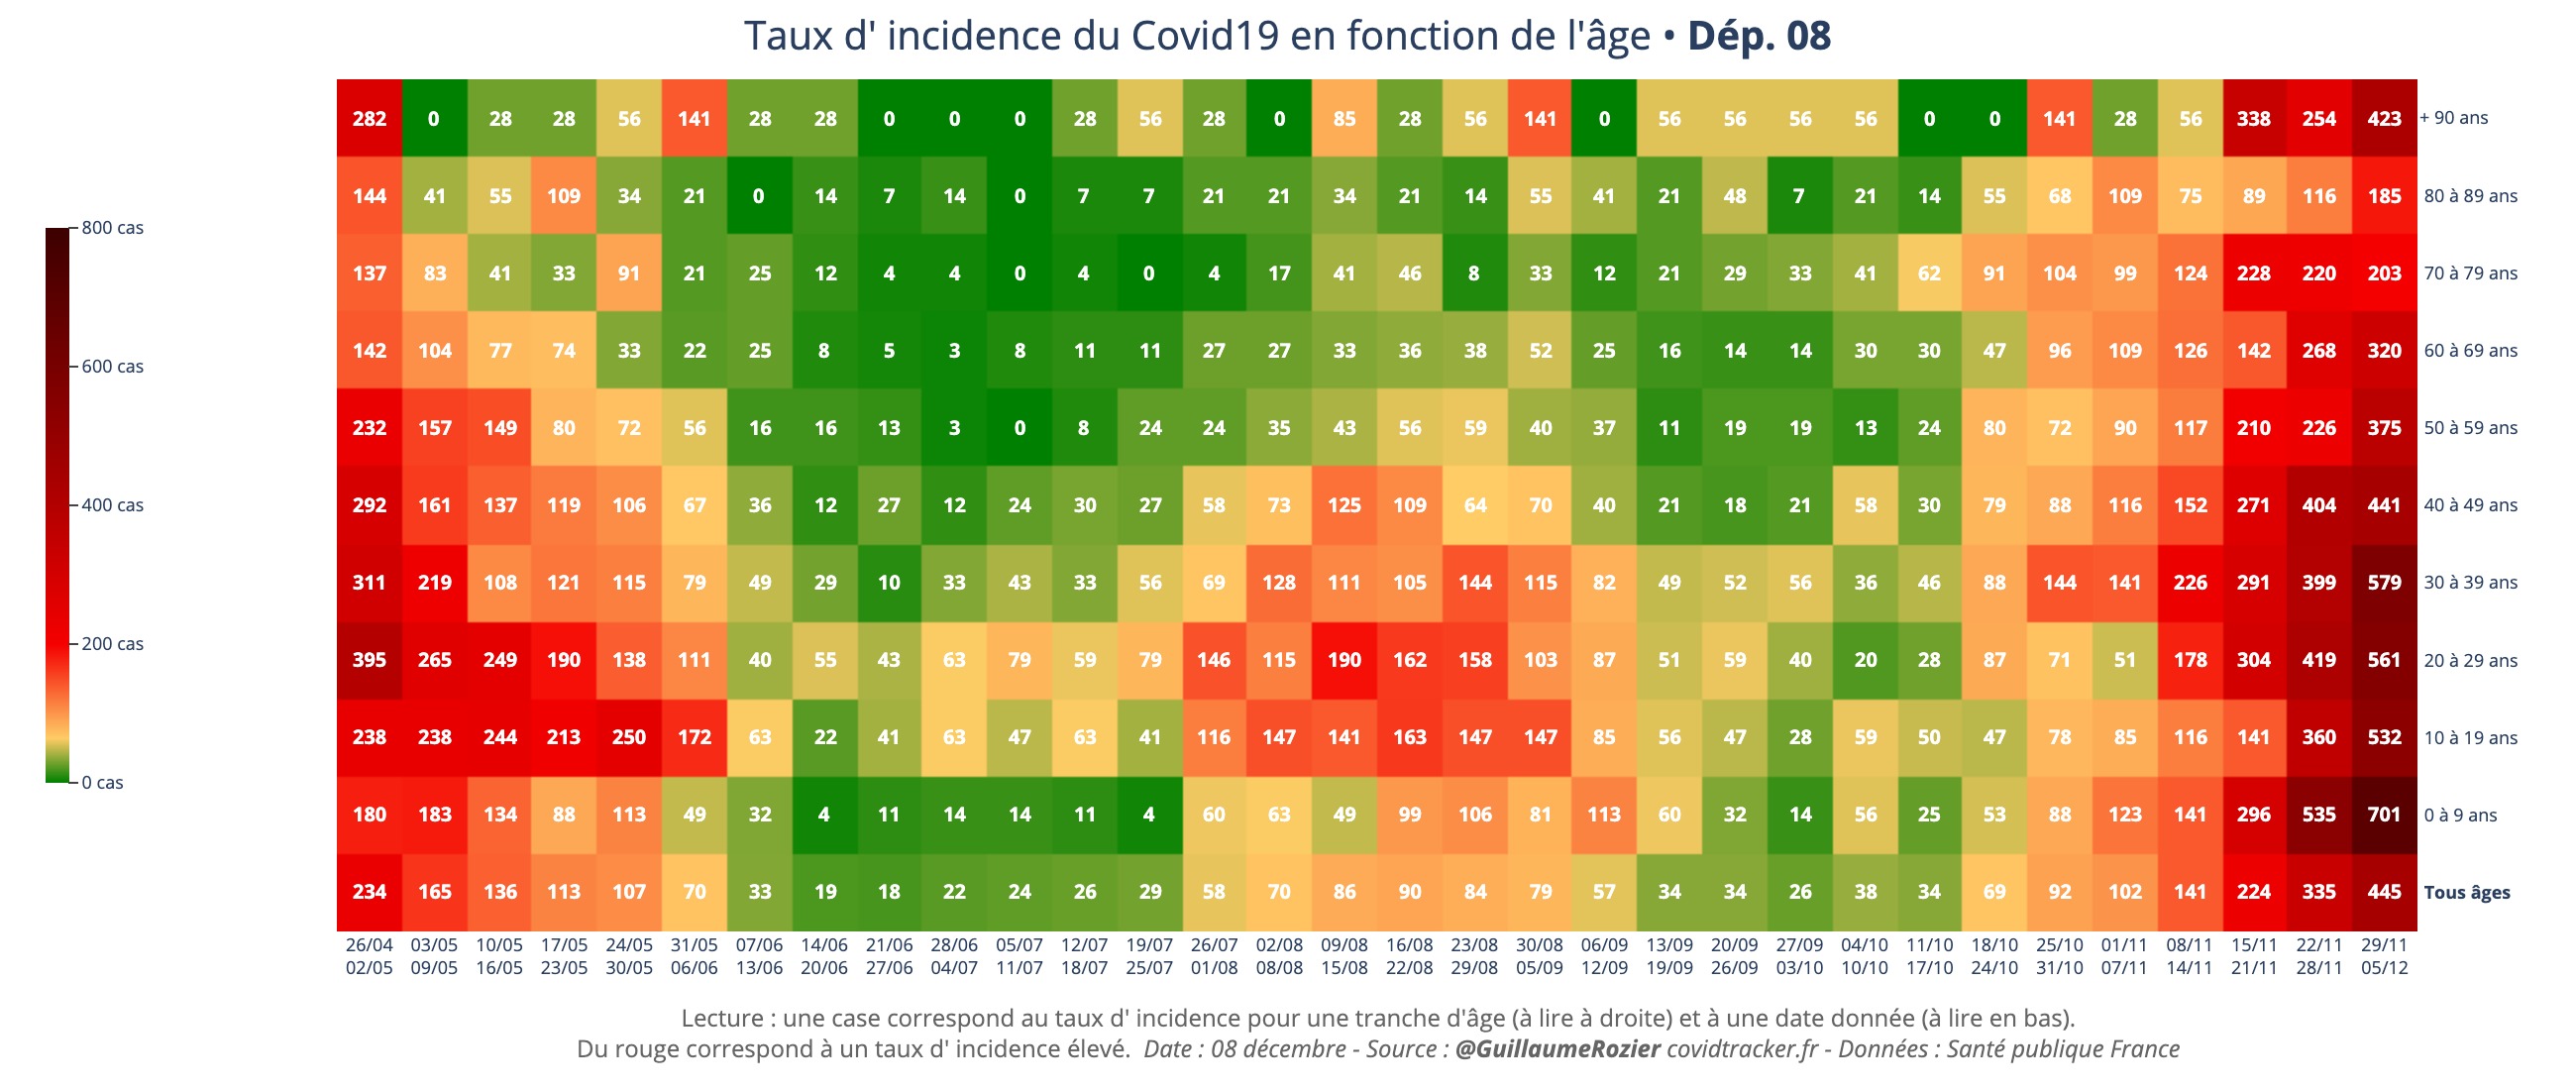 Taux d' incidence du Covid19 en fonction de l'âge • Dép. 08
800 cas
600 cas
400 cas
200 cas
0 cas
282 0 28 28 56 141 28 28 0 0 0 28 56 28 0 85 28 56 141 0 56 56 56 56 0 0 141 28 56 338 254 423 + 90 ans
144 41 55 109 34 21 0 14 7 14 0 7 7 21 21 34 21 14 55 41 21 48 7 21 14 55 68 109 75 89 116 185 80 à 89 ans
137 83 41 33 91 21 25 12 4 4 0 4 0 4 17 41 46 8 33 12 21 29 33 41 62 91 104 99 124 228 220 203 70 à 79 ans
142 104 77 74 33 22 25 8 5 3 8 11 11 27 27 33 36 38 52 25 16 14 14 30 30 47 96 109 126 142 268 320 60 à 69 ans
232 157 149 80 72 56 16 16 13 3 0 8 24 24 35 43 56 59 40 37 11 19 19 13 24 80 72 90 117 210 226 375 50 à 59 ans
292 161 137 119 106 67 36 12 27 12 24 30 27 58 73 125 109 64 70 40 21 18 21 58 30 79 88 116 152 271 404 441 40 à 49 ans
311 219 108 121 115 79 49 29 10 33 43 33 56 69 128 111 105 144 115 82 49 52 56 36 46 88 144 141 226 291 399 579 30 à 39 ans
395 265 249 190 138 111 40 55 43 63 79 59 79 146 115 190 162 158 103 87 51 59 40 20 28 87 71 51 178 304 419 561 20 à 29 ans
238 238 244 213 250 172 63 22 41 63 47 63 41 116 147 141 163 147 147 85 56 47 28 59 50 47 78 85 116 141 360 532 10 à 19 ans
180 183 134 88 113 49 32 4 11 14 14 11 4 60 63 49 99 106 81 113 60 32 14 56 25 53 88 123 141 296 535 701 0 à 9 ans
234 165 136 113 107 70 33 19 18 22 24 26 29 58 70 86 90 84 79 57 34 34 26 38 34 69 92 102 141 224 335 445 Tous âges
26/04 03/05 10/05 17/05 24/05 31/05 07/06 14/06 21/06 28/06 05/07 12/07 19/07 26/07 02/08 09/08 16/08 23/08 30/08 06/09 13/09 20/09 27/09 04/10 11/10 18/10 25/10 01/11 08/11 15/11 22/11 29/11
02/05 09/05 16/05 23/05 30/05 06/06 13/06 20/06 27/06 04/07 11/07 18/07 25/07 01/08 08/08 15/08 22/08 29/08 05/09 12/09 19/09 26/09 03/10 10/10 17/10 24/10 31/10 07/11 14/11 21/11 28/11 05/12
Lecture : une case correspond au taux d' incidence pour une tranche d'âge (à lire à droite) et à une date donnée (à lire en bas).
Du rouge correspond à un taux d' incidence élevé. Date : 08 décembre - Source : @GuillaumeRozier covidtracker.fr - Données : Santé publique France